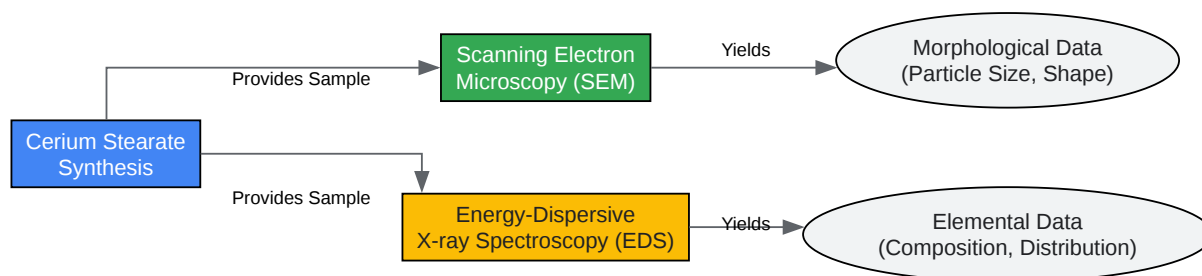 Scanning Electron
Microscopy (SEM)
Yields
Morphological Data
(Particle Size, Shape)
Provides Sample
Cerium Stearate
Synthesis
Provides Sample
Energy-Dispersive
X-ray Spectroscopy (EDS)
Yields
Elemental Data
(Composition, Distribution)